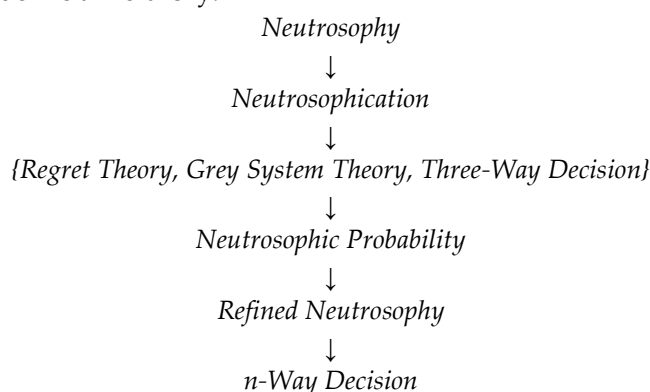 Neutrosophy
↓
Neutrosophication
↓
{Regret Theory, Grey System Theory, Three-Way Decision}
↓
Neutrosophic Probability
↓
Refined Neutrosophy
↓
n-Way Decision